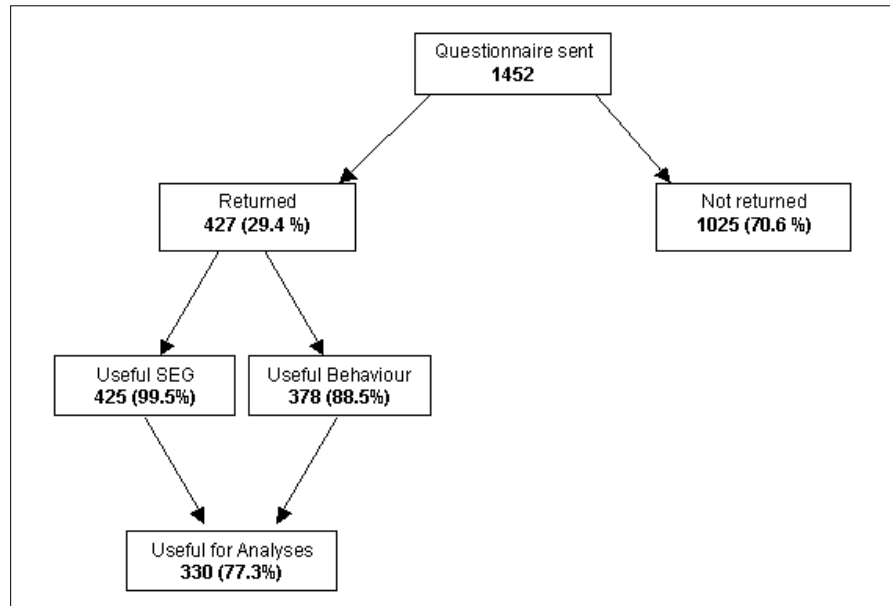 Questionnaire sent
1452
Returned
427 (29.4 %)
Not returned
1025 (70.6 %)
Useful SEG
425 (99.5%)
Useful Behaviour
378 (88.5%)
Useful for Analyses
330 (77.3%)